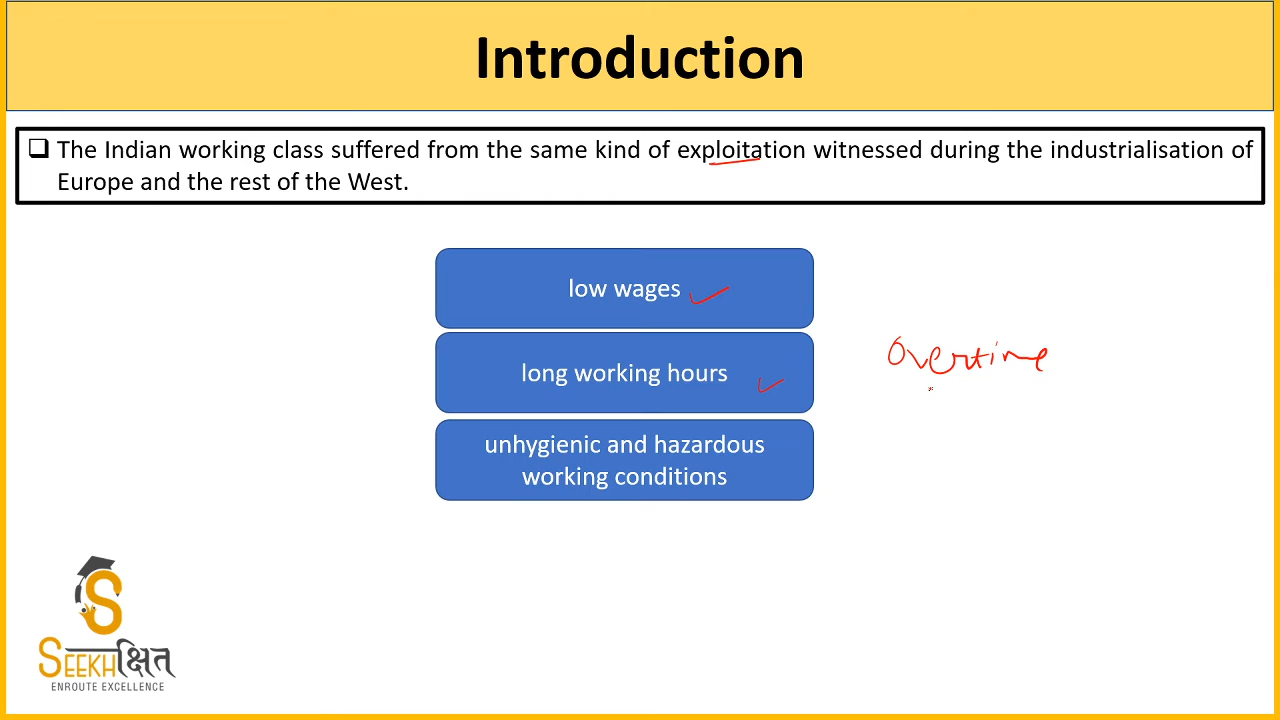 Introduction
❑ The Indian working class suffered from the same kind of exploitation witnessed during the industrialisation of
Europe and the rest of the West.
low wages
long working hours
overtime
unhygienic and hazardous
working conditions
S
SEEKHक्षित
ENROUTE EXCELLENCE